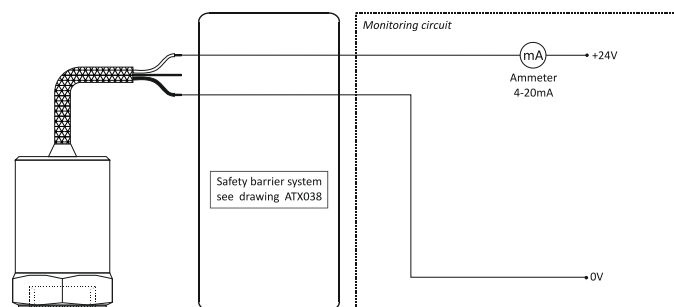 Monitoring circuit
mA
+24V
Ammeter
4-20mA
Safety barrier system
see drawing ATX038
0V